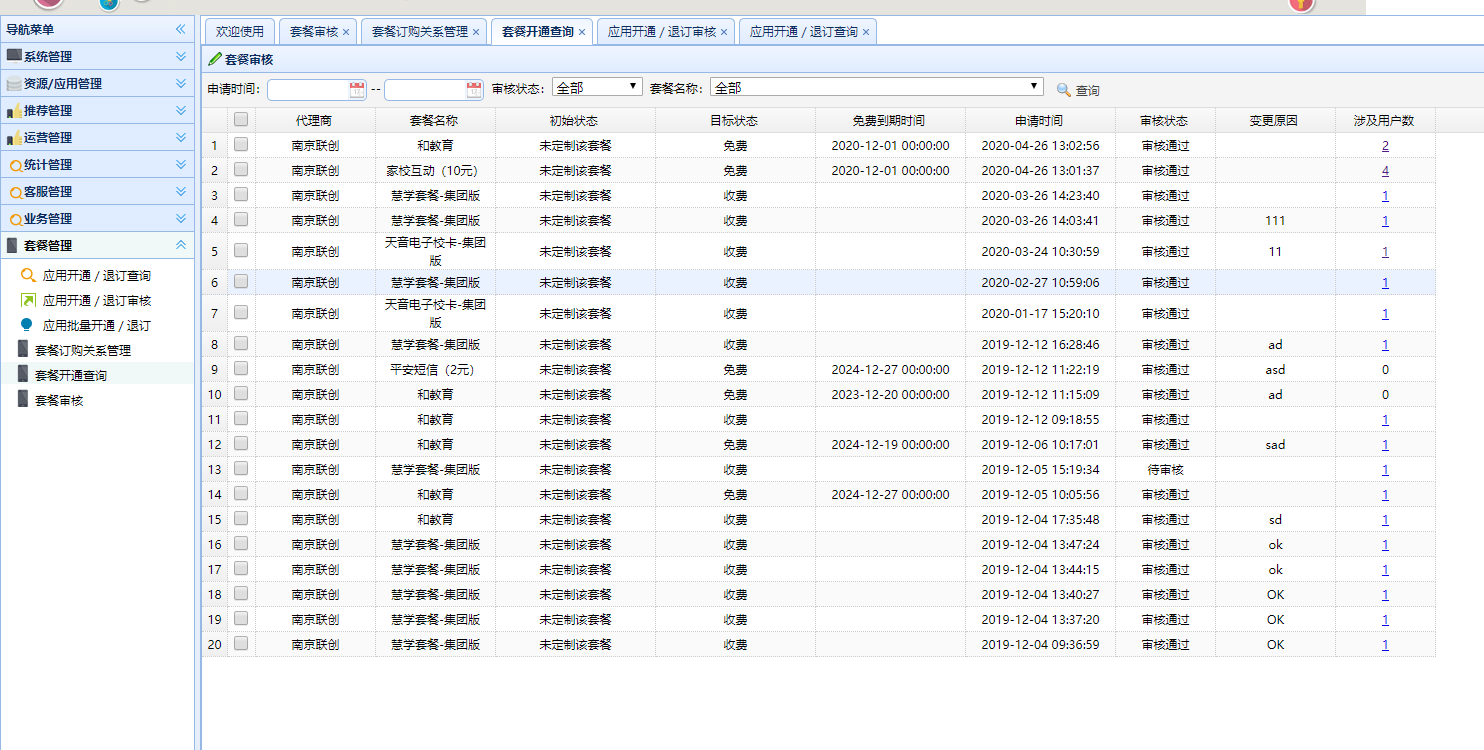 导航菜单
系统管理
资源/应用管理
推荐管理
运营管理
统计管理
客服管理
业务管理
套餐管理
应用开通 / 退订查询
应用开通 / 退订审核
应用批量开通 / 退订
套餐订购关系管理
套餐开通查询
套餐审核
欢迎使用 套餐审核 × 套餐订购关系管理 × 套餐开通查询 × 应用开通 / 退订审核 × 应用开通 / 退订查询 ×
套餐审核
申请时间: -- 审核状态: 全部 套餐名称: 全部 查询
代理商 套餐名称 初始状态 目标状态 免费到期时间 申请时间 审核状态 变更原因 涉及用户数
1 南京联创 和教育 未定制该套餐 免费 2020-12-01 00:00:00 2020-04-26 13:02:56 审核通过 2
2 南京联创 家校互动（10元） 未定制该套餐 免费 2020-12-01 00:00:00 2020-04-26 13:01:37 审核通过 4
3 南京联创 慧学套餐-集团版 未定制该套餐 收费 2020-03-26 14:23:40 审核通过 1
4 南京联创 慧学套餐-集团版 未定制该套餐 收费 2020-03-26 14:03:41 审核通过 111 1
5 南京联创 天音电子校卡-集团版 未定制该套餐 收费 2020-03-24 10:30:59 审核通过 11 1
6 南京联创 慧学套餐-集团版 未定制该套餐 收费 2020-02-27 10:59:06 审核通过 1
7 南京联创 天音电子校卡-集团版 未定制该套餐 收费 2020-01-17 15:20:10 审核通过 1
8 南京联创 慧学套餐-集团版 未定制该套餐 收费 2019-12-12 16:28:46 审核通过 ad 1
9 南京联创 平安短信（2元） 未定制该套餐 免费 2024-12-27 00:00:00 2019-12-12 11:22:19 审核通过 asd 0
10 南京联创 和教育 未定制该套餐 免费 2023-12-20 00:00:00 2019-12-12 11:15:09 审核通过 ad 0
11 南京联创 和教育 未定制该套餐 收费 2019-12-12 09:18:55 审核通过 1
12 南京联创 和教育 未定制该套餐 免费 2024-12-19 00:00:00 2019-12-06 10:17:01 审核通过 sad 1
13 南京联创 慧学套餐-集团版 未定制该套餐 收费 2019-12-05 15:19:34 待审核 1
14 南京联创 和教育 未定制该套餐 免费 2024-12-27 00:00:00 2019-12-05 10:05:56 审核通过 1
15 南京联创 和教育 未定制该套餐 收费 2019-12-04 17:35:48 审核通过 sd 1
16 南京联创 慧学套餐-集团版 未定制该套餐 收费 2019-12-04 13:47:24 审核通过 ok 1
17 南京联创 慧学套餐-集团版 未定制该套餐 收费 2019-12-04 13:44:15 审核通过 ok 1
18 南京联创 慧学套餐-集团版 未定制该套餐 收费 2019-12-04 13:40:27 审核通过 OK 1
19 南京联创 慧学套餐-集团版 未定制该套餐 收费 2019-12-04 13:37:20 审核通过 OK 1
20 南京联创 慧学套餐-集团版 未定制该套餐 收费 2019-12-04 09:36:59 审核通过 OK 1